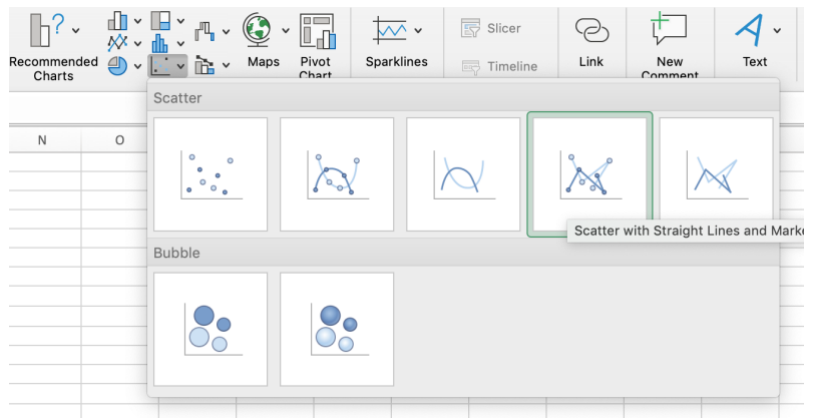 Recommended
Charts
Maps
Pivot
Chart
Sparklines
Slicer
Timeline
Link
New
Comment
Text
N
O
Scatter
Scatter with Straight Lines and Marke
Bubble